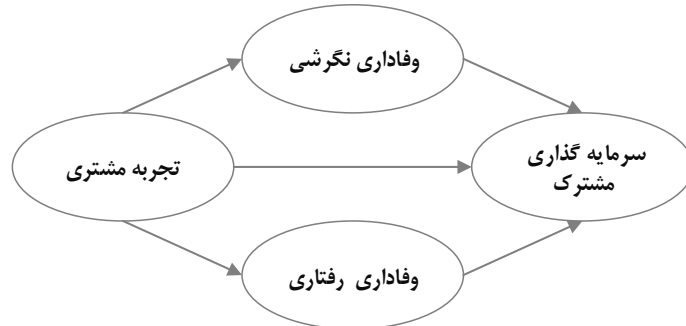 وفاداری نگرشی
تجربه مشتری
سرمایه گذاری
مشترک
وفاداری رفتاری